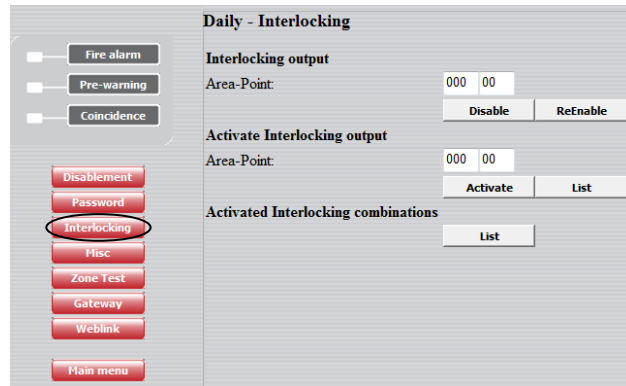 Daily - Interlocking
Fire alarm
Pre-warning
Coincidence
Disablement
Password
Interlocking
Misc
Zone Test
Gateway
Weblink
Main menu
Interlocking output
Area-Point: 000 00
Disable ReEnable
Activate Interlocking output
Area-Point: 000 00
Activate List
Activated Interlocking combinations
List